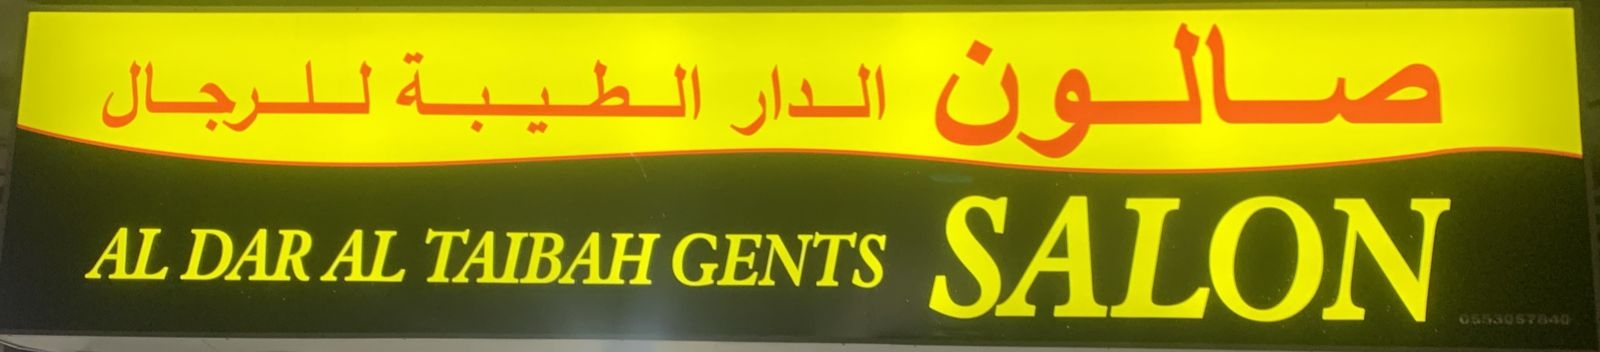 صالون الدار الطيبة للرجال
AL DAR AL TAIBAH GENTS SALON